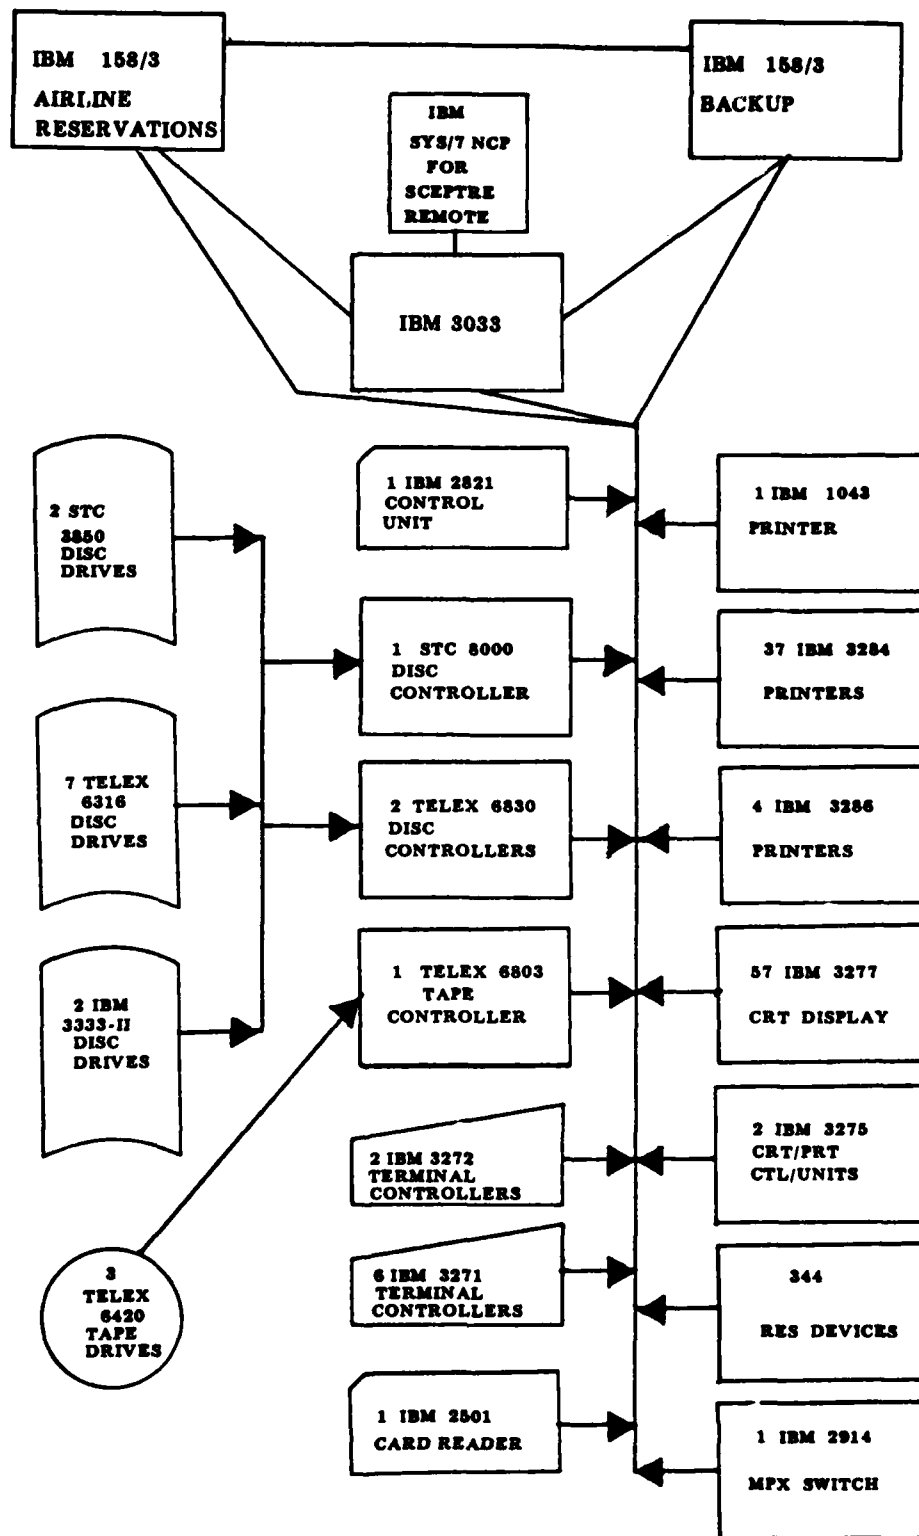 IBM 158/3
AIRLINE
RESERVATIONS
IBM 158/3
BACKUP
IBM
SYS/7 NCP
FOR
SCEPTRE
REMOTE
IBM 3033
2 STC
3850
DISC
DRIVES
7 TELEX
6316
DISC
DRIVES
2 IBM
3333-II
DISC
DRIVES
3
TELEX
6420
TAPE
DRIVES
1 IBM 2821
CONTROL
UNIT
1 STC 8000
DISC
CONTROLLER
2 TELEX 6830
DISC
CONTROLLERS
1 TELEX 6803
TAPE
CONTROLLER
2 IBM 3272
TERMINAL
CONTROLLERS
6 IBM 3271
TERMINAL
CONTROLLERS
1 IBM 2501
CARD READER
1 IBM 1043
PRINTER
37 IBM 3284
PRINTERS
4 IBM 3286
PRINTERS
57 IBM 3277
CRT DISPLAY
2 IBM 3275
CRT/PRT
CTL/UNITS
344
RES DEVICES
1 IBM 2914
MPX SWITCH